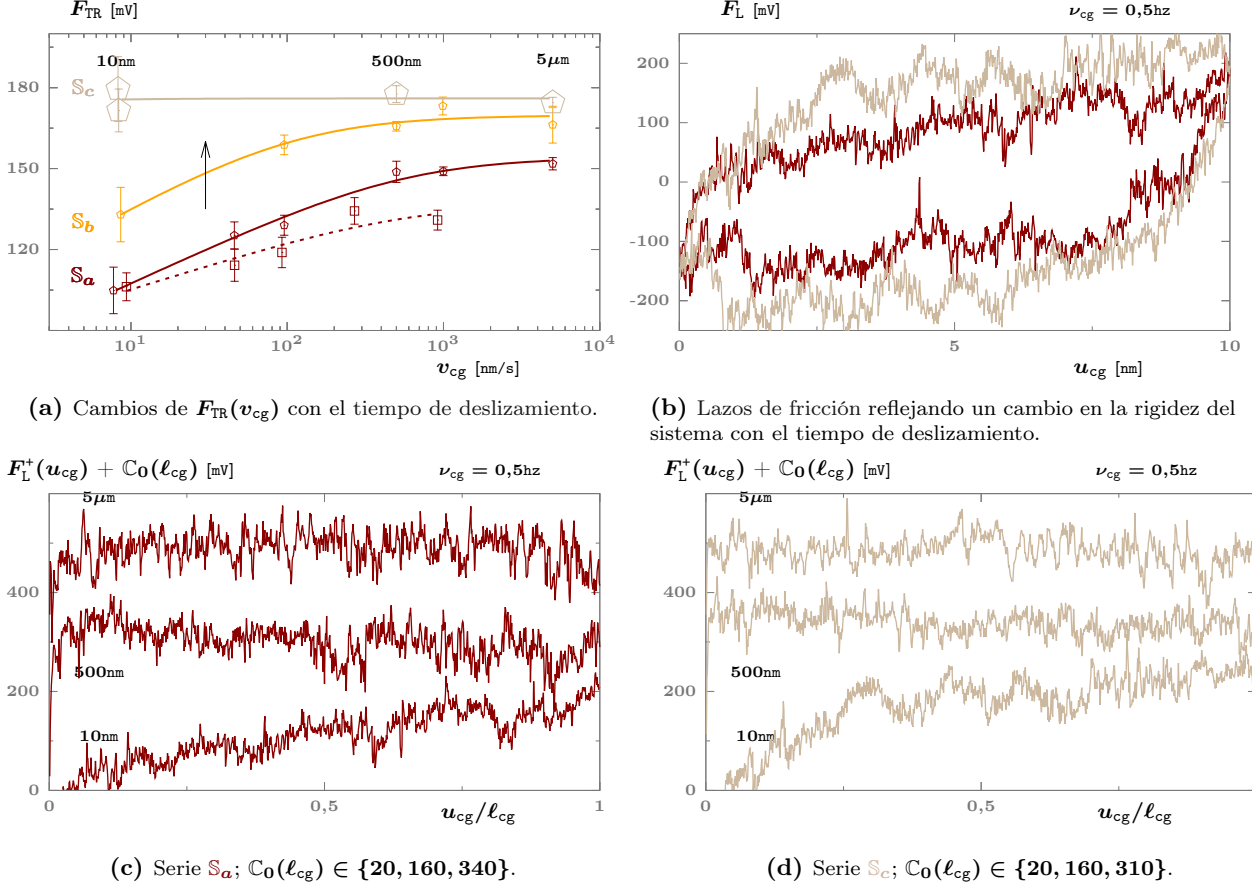 F_TR [mV]
10nm 500nm 5μm
180
150
120
𝕊_c
𝕊_b
𝕊_a
10^1 10^2 10^3 10^4
v_cg [nm/s]
(a) Cambios de F_TR(v_cg) con el tiempo de deslizamiento.
F_L [mV] ν_cg = 0,5hz
200
100
0
-100
-200
0 5 10
u_cg [nm]
(b) Lazos de fricción reflejando un cambio en la rigidez del
sistema con el tiempo de deslizamiento.
F_L^+(u_cg) + ℂ_0(ℓ_cg) [mV] ν_cg = 0,5hz
5μm
400
500nm
200
10nm
0
0 0,5 1
u_cg/ℓ_cg
(c) Serie 𝕊_a; ℂ_0(ℓ_cg) ∈ {20, 160, 340}.
F_L^+(u_cg) + ℂ_0(ℓ_cg) [mV] ν_cg = 0,5hz
5μm
400
500nm
200
10nm
0
0 0,5
u_cg/ℓ_cg
(d) Serie 𝕊_c; ℂ_0(ℓ_cg) ∈ {20, 160, 310}.